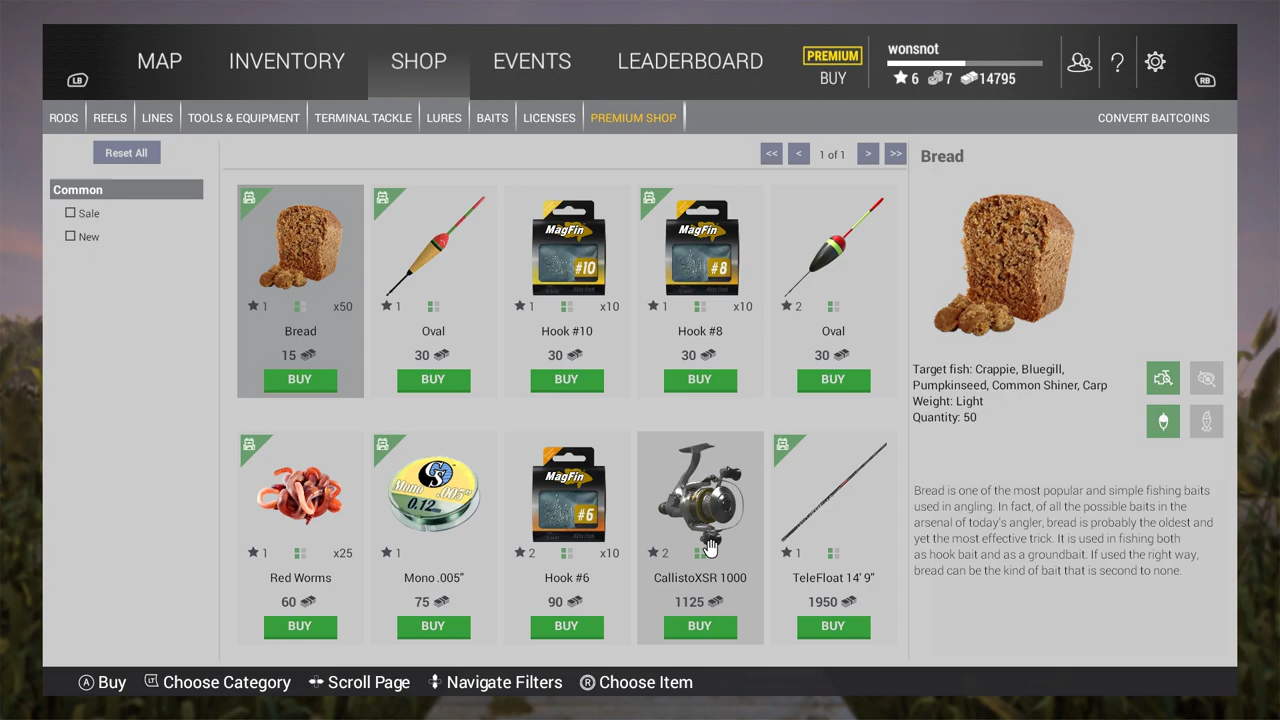 MAP INVENTORY SHOP EVENTS LEADERBOARD PREMIUM BUY wonsnot
LB 6 7 14795 ? RB
RODS REELS LINES TOOLS & EQUIPMENT TERMINAL TACKLE LURES BAITS LICENSES PREMIUM SHOP CONVERT BAITCOINS
Reset All << < 1 of 1 > >> Bread
Common
Sale
New
MagFin #10
MagFin #8
1 x50 1 1 x10 1 x10 2
Bread Oval Hook #10 Hook #8 Oval
15 30 30 30 30
BUY BUY BUY BUY BUY
Target fish: Crappie, Bluegill,
Pumpkinseed, Common Shiner, Carp
Weight: Light
Quantity: 50
Mono .005" 0.12
MagFin #6
1 x25 1 2 x10 2 1
Red Worms Mono .005" Hook #6 CallistoXSR 1000 TeleFloat 14' 9"
60 75 90 1125 1950
BUY BUY BUY BUY BUY
Bread is one of the most popular and simple fishing baits
used in angling. In fact, of all the possible baits in the
arsenal of today's angler, bread is probably the oldest and
yet the most effective trick. It is used in fishing both
as hook bait and as a groundbait. If used the right way,
bread can be the kind of bait that is second to none.
A Buy LT Choose Category Scroll Page Navigate Filters R Choose Item